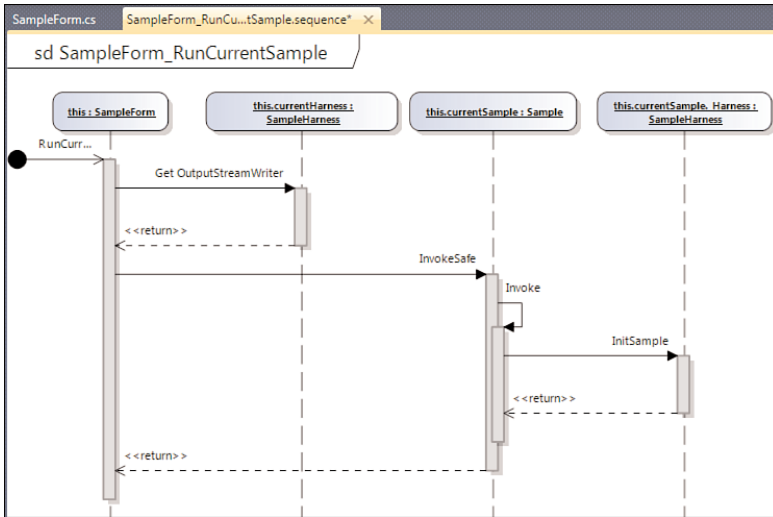 SampleForm.cs
SampleForm_RunCu...tSample.sequence*
sd SampleForm_RunCurrentSample
this : SampleForm
this.currentHarness :
SampleHarness
this.currentSample : Sample
this.currentSample._Harness :
SampleHarness
RunCurr...
Get OutputStreamWriter
<<return>>
InvokeSafe
Invoke
InitSample
<<return>>
<<return>>